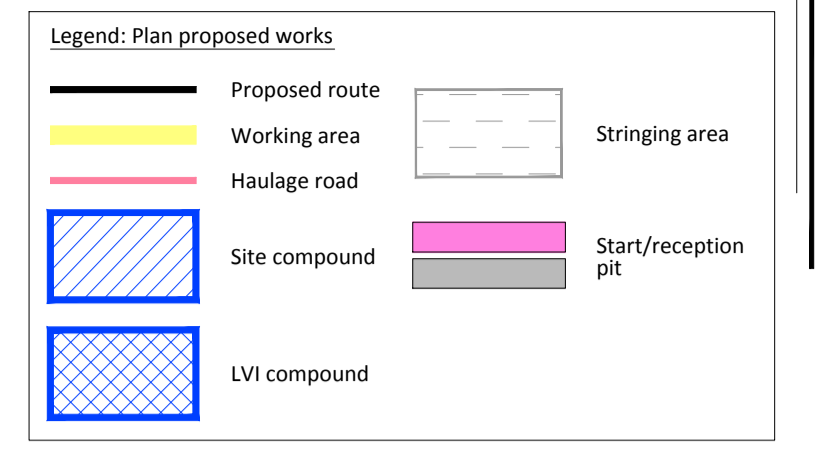 Legend: Plan proposed works
Proposed route
Working area
Haulage road
Site compound
LVI compound
Stringing area
Start/reception
pit